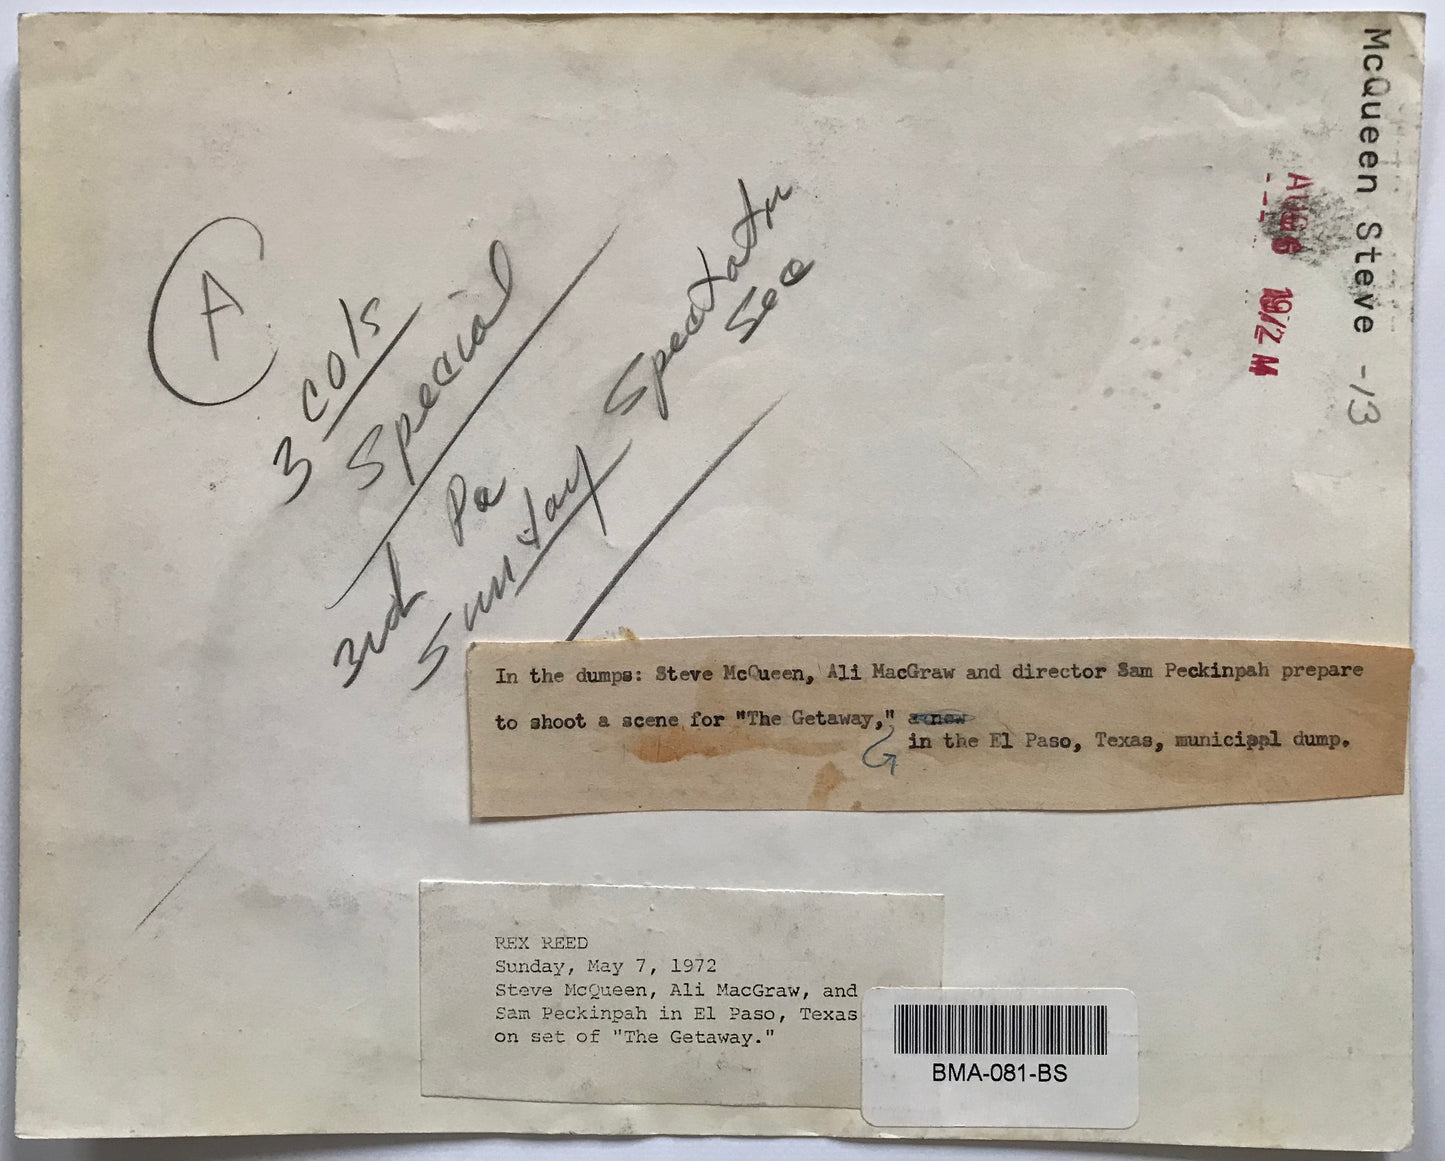 McQueen Steve -13
AUG 6 1972 M
A
3 cols
Special
3rd Pa
Sunday Spectatr
Sec
In the dumps: Steve McQueen, Ali MacGraw and director Sam Peckinpah prepare
to shoot a scene for "The Getaway," a new
in the El Paso, Texas, municipal dump.
REX REED
Sunday, May 7, 1972
Steve McQueen, Ali MacGraw, and
Sam Peckinpah in El Paso, Texas
on set of "The Getaway."
BMA-081-BS